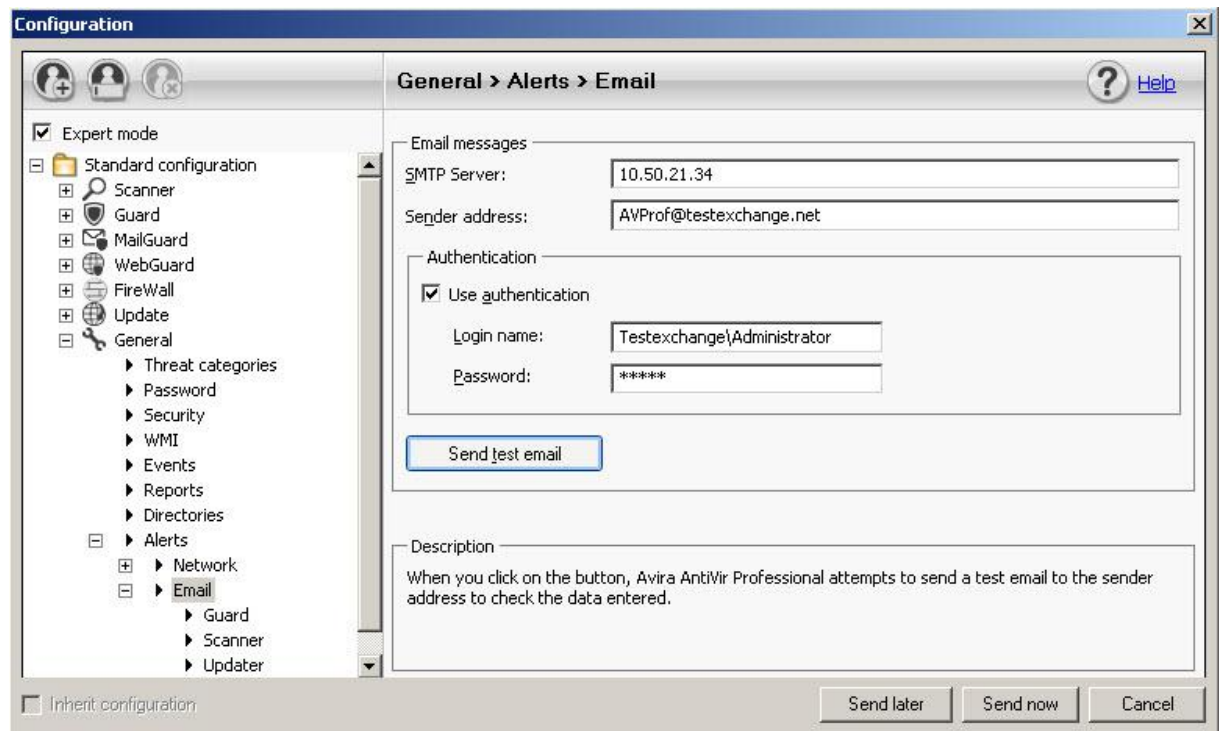 Configuration
General > Alerts > Email
Help
Expert mode
Standard configuration
Scanner
Guard
MailGuard
WebGuard
FireWall
Update
General
Threat categories
Password
Security
WMI
Events
Reports
Directories
Alerts
Network
Email
Guard
Scanner
Updater
Email messages
SMTP Server:
10.50.21.34
Sender address:
AVProf@testexchange.net
Authentication
Use authentication
Login name:
Testexchange\Administrator
Password:
*****
Send test email
Description
When you click on the button, Avira AntiVir Professional attempts to send a test email to the sender
address to check the data entered.
Inherit configuration
Send later
Send now
Cancel